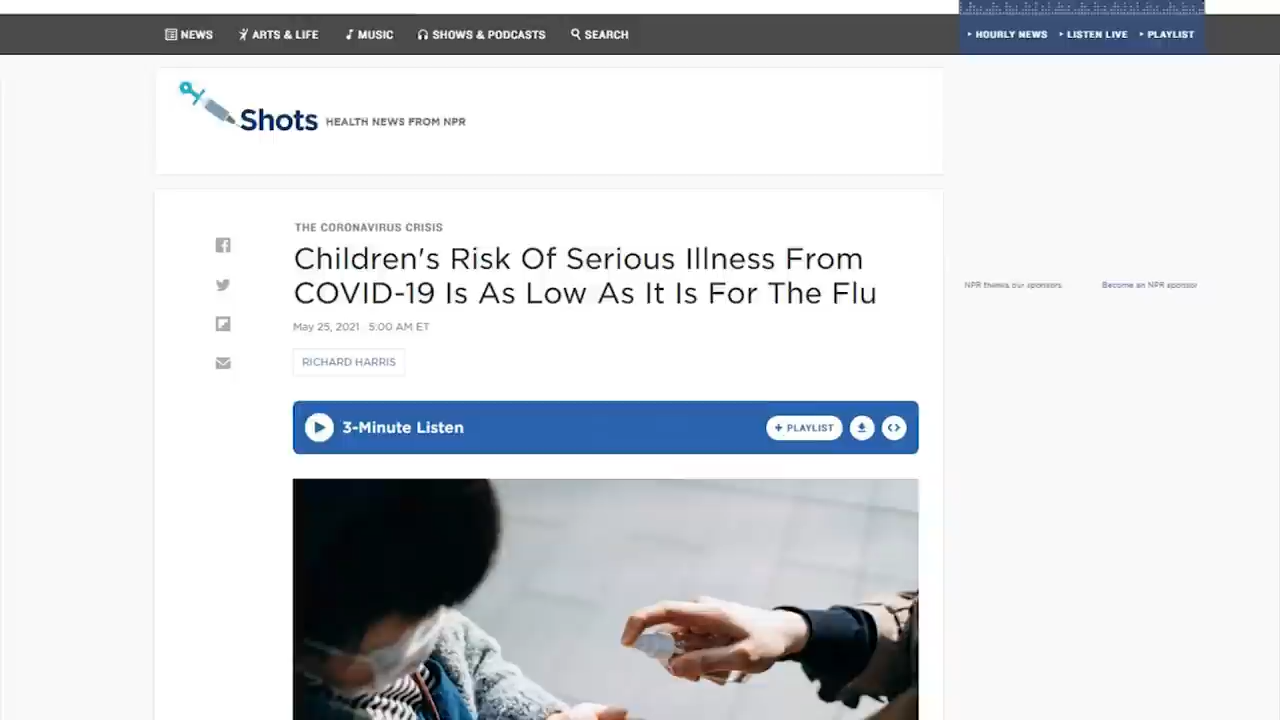 NEWS
ARTS & LIFE
MUSIC
SHOWS & PODCASTS
SEARCH
HOURLY NEWS
LISTEN LIVE
PLAYLIST
Shots HEALTH NEWS FROM NPR
THE CORONAVIRUS CRISIS
Children's Risk Of Serious Illness From
COVID-19 Is As Low As It Is For The Flu
May 25, 2021 5:00 AM ET
RICHARD HARRIS
3-Minute Listen
+ PLAYLIST
NPR thanks our sponsors
Become an NPR sponsor